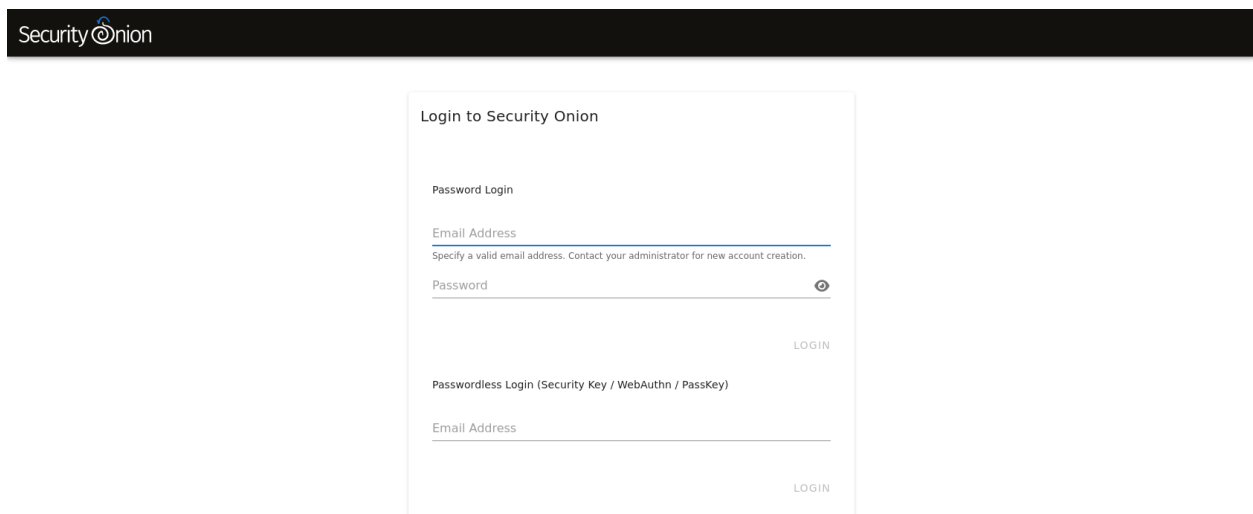 Security Onion
Login to Security Onion
Password Login
Email Address
Specify a valid email address. Contact your administrator for new account creation.
Password
LOGIN
Passwordless Login (Security Key / WebAuthn / PassKey)
Email Address
LOGIN